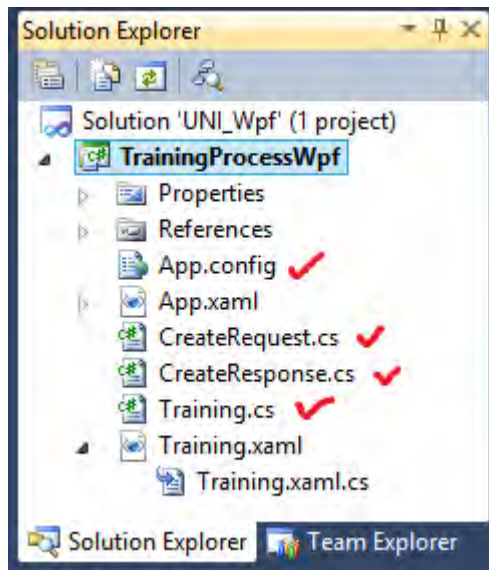 Solution Explorer
Solution 'UNI_Wpf' (1 project)
C# TrainingProcessWpf
Properties
References
App.config
App.xaml
C# CreateRequest.cs
C# CreateResponse.cs
C# Training.cs
Training.xaml
Training.xaml.cs
Solution Explorer Team Explorer